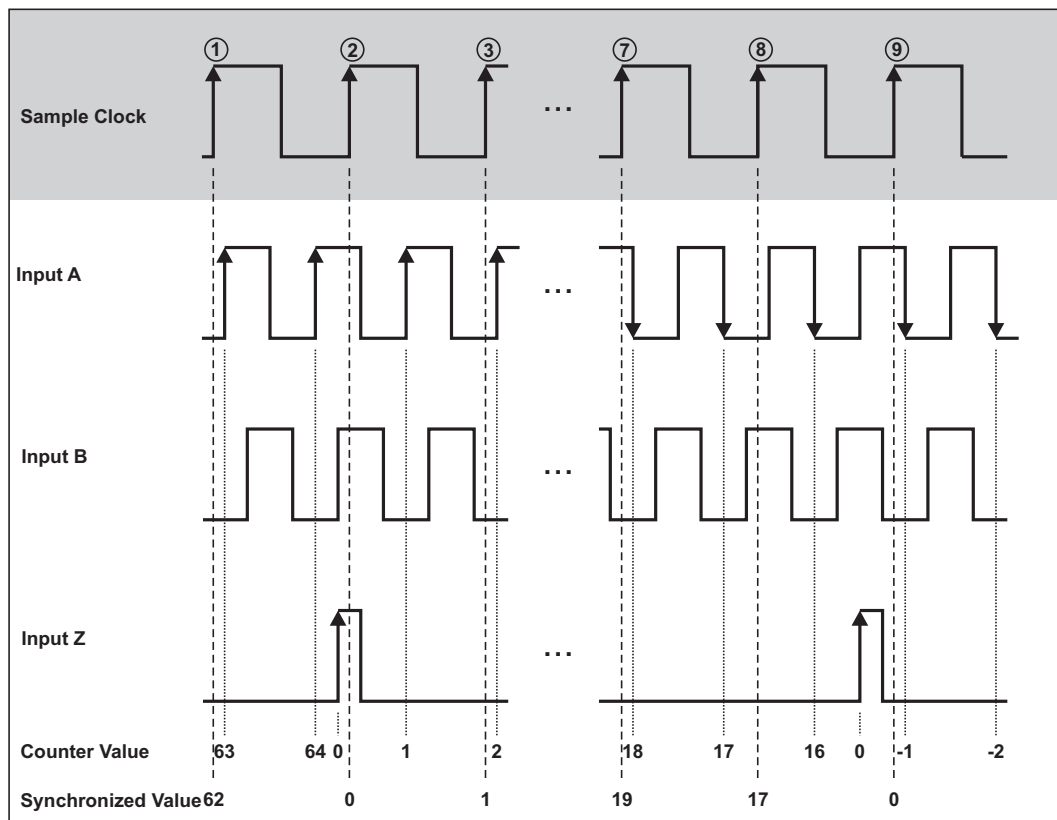 ① ② ③ ⑦ ⑧ ⑨
Sample Clock ...
Input A ...
Input B ...
Input Z ...
Counter Value 63 64 0 1 2 18 17 16 0 -1 -2
Synchronized Value 62 0 1 19 17 0